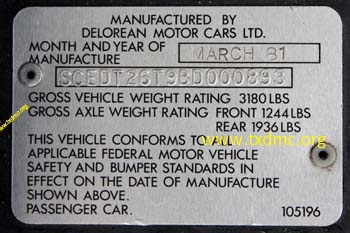 MANUFACTURED BY
DELOREAN MOTOR CARS LTD.
MONTH AND YEAR OF
MANUFACTURE MARCH 81
SCEDT26T9BD000893
GROSS VEHICLE WEIGHT RATING 3180 LBS
GROSS AXLE WEIGHT RATING FRONT 1244 LBS
REAR 1936 LBS
THIS VEHICLE CONFORMS TO ALL
APPLICABLE FEDERAL MOTOR VEHICLE
SAFETY AND BUMPER STANDARDS IN
EFFECT ON THE DATE OF MANUFACTURE
SHOWN ABOVE.
PASSENGER CAR. 105196
www.txdmc.org
www.txdmc.org